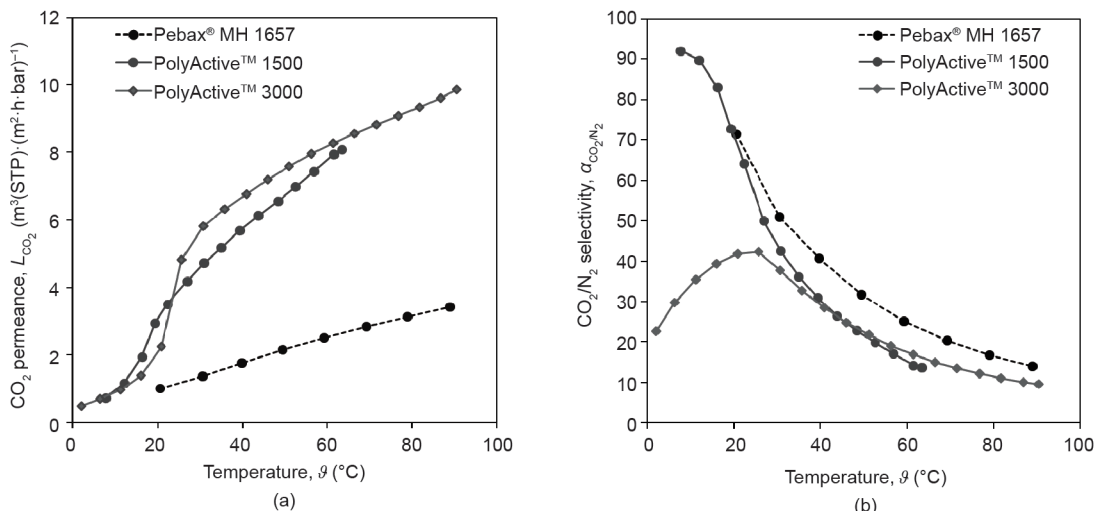 12
10
8
6
4
2
0
CO₂ permeance, L_CO₂ (m³(STP)·(m²·h·bar)⁻¹)
Pebax® MH 1657
PolyActive™ 1500
PolyActive™ 3000
0 20 40 60 80 100
Temperature, ϑ (°C)
(a)
100
90
80
70
60
50
40
30
20
10
0
CO₂/N₂ selectivity, α_CO₂/N₂
Pebax® MH 1657
PolyActive™ 1500
PolyActive™ 3000
0 20 40 60 80 100
Temperature, ϑ (°C)
(b)